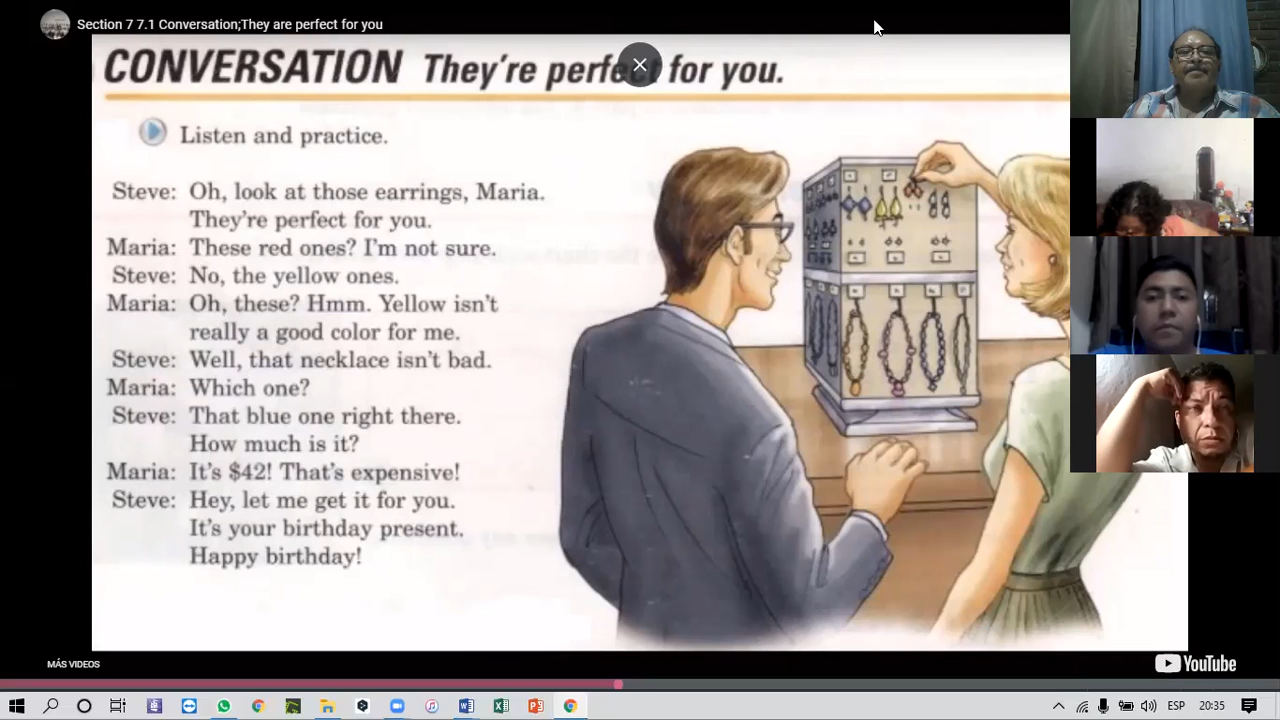 Section 7 7.1 Conversation;They are perfect for you
CONVERSATION They're perfect for you.
Listen and practice.
Steve: Oh, look at those earrings, Maria.
They're perfect for you.
Maria: These red ones? I'm not sure.
Steve: No, the yellow ones.
Maria: Oh, these? Hmm. Yellow isn't
really a good color for me.
Steve: Well, that necklace isn't bad.
Maria: Which one?
Steve: That blue one right there.
How much is it?
Maria: It's $42! That's expensive!
Steve: Hey, let me get it for you.
It's your birthday present.
Happy birthday!
MÁS VIDEOS
YouTube
ESP 20:35